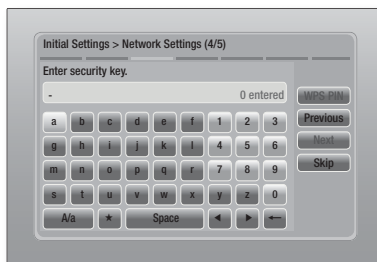 Initial Settings > Network Settings (4/5)
Enter security key.
- 0 entered
WPS PIN
a b c d e f 1 2 3
Previous
g h i j k l 4 5 6
Next
m n o p q r 7 8 9
Skip
s t u v w x y z 0
A/a ★ Space ◀ ▶ ←